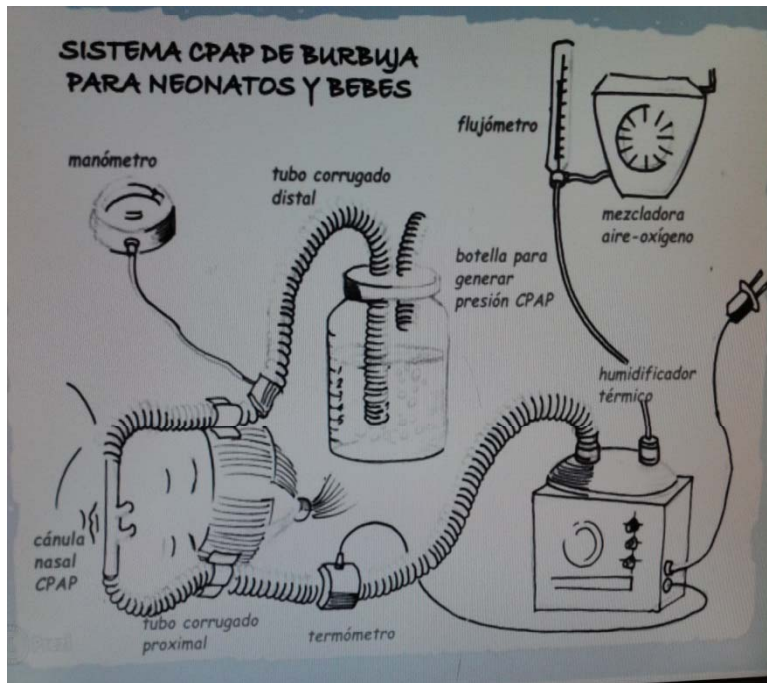 SISTEMA CPAP DE BURBUJA
PARA NEONATOS Y BEBES
flujómetro
manómetro
tubo corrugado
distal
mezcladora
aire-oxígeno
botella para
generar
presión CPAP
humidificador
térmico
cánula
nasal
CPAP
tubo corrugado
proximal
termómetro
Prezi